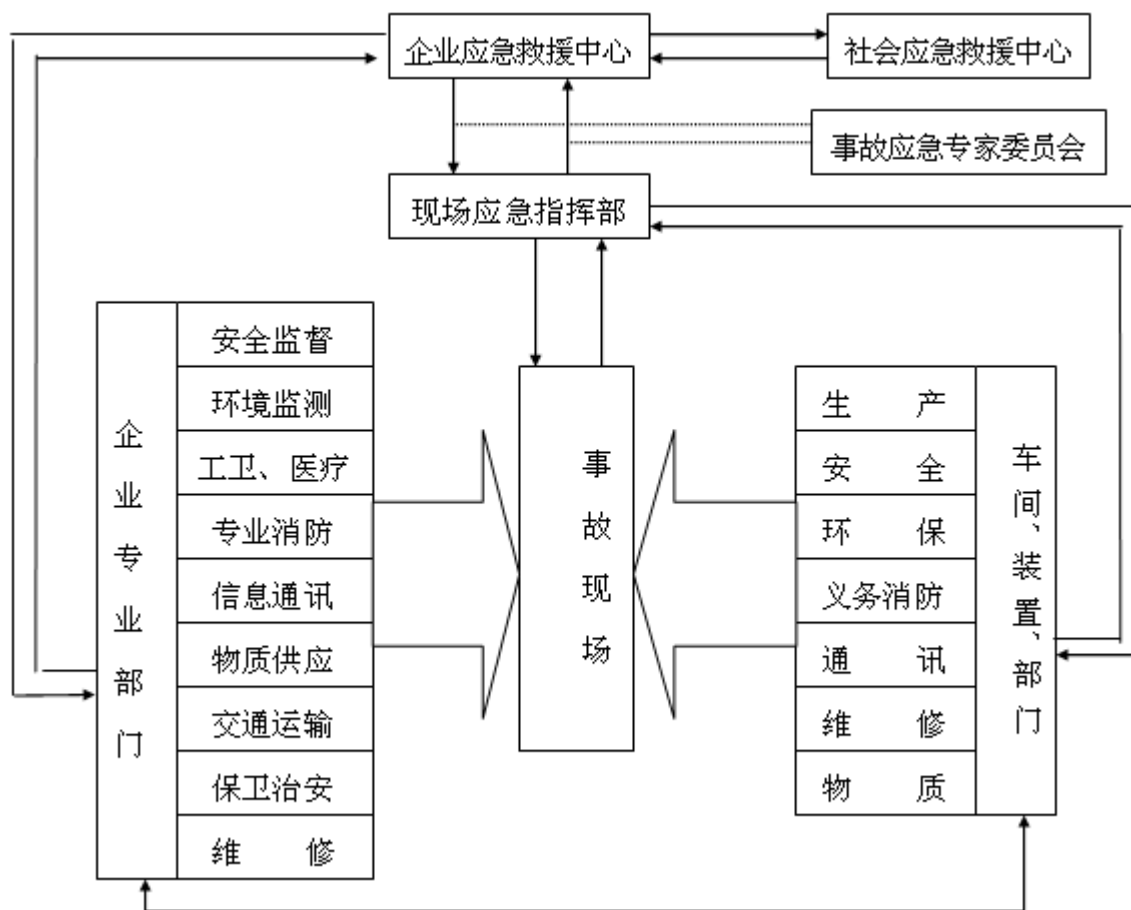 企业应急救援中心
社会应急救援中心
事故应急专家委员会
现场应急指挥部
企业专业部门
安全监督
环境监测
工卫、医疗
专业消防
信息通讯
物质供应
交通运输
保卫治安
维修
事故现场
生产
安全
环保
义务消防
通讯
维修
物质
车间、装置、部门